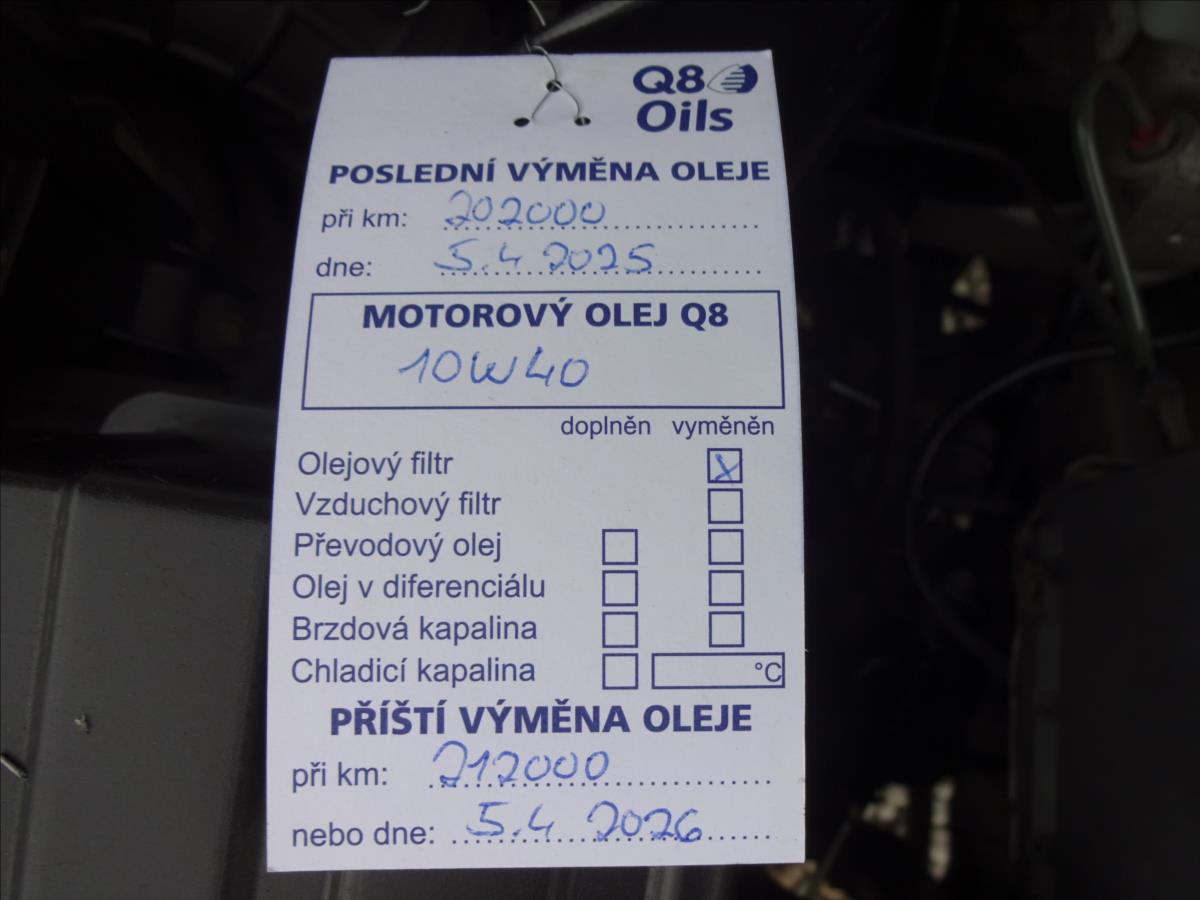 Q8
Oils
POSLEDNÍ VÝMĚNA OLEJE
při km: 202000
dne: 5.4 2025
MOTOROVÝ OLEJ Q8
10W40
doplněn vyměněn
Olejový filtr X
Vzduchový filtr
Převodový olej
Olej v diferenciálu
Brzdová kapalina
Chladicí kapalina °C
PŘÍŠTÍ VÝMĚNA OLEJE
při km: 212000
nebo dne: 5.4 2026